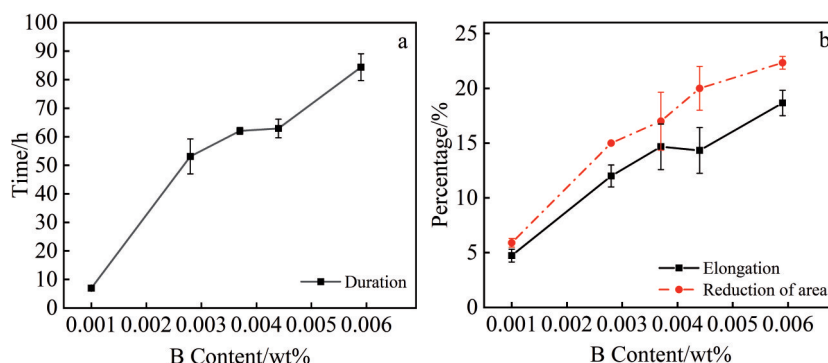 a
100
90
80
70
60
50
40
30
20
10
0
Time/h
Duration
0.001 0.002 0.003 0.004 0.005 0.006
B Content/wt%
b
25
20
15
10
5
0
Percentage/%
Elongation
Reduction of area
0.001 0.002 0.003 0.004 0.005 0.006
B Content/wt%